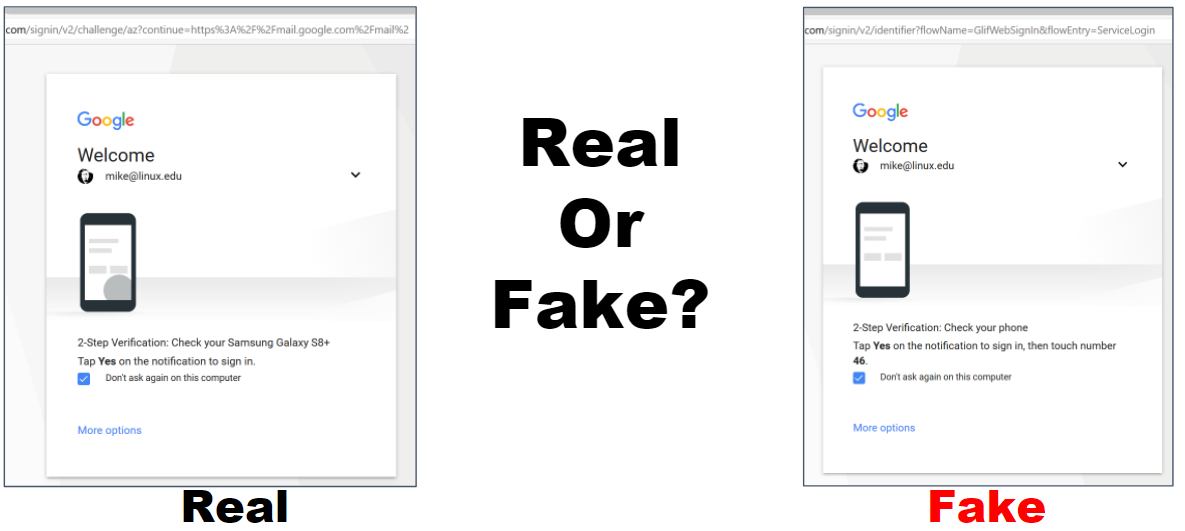 com/signin/v2/challenge/az?continue=https%3A%2F%2Fmail.google.com%2Fmail%2
Google
Welcome
mike@linux.edu
2-Step Verification: Check your Samsung Galaxy S8+
Tap Yes on the notification to sign in.
Don't ask again on this computer
More options
Real
Real
Or
Fake?
com/signin/v2/identifier?flowName=GlifWebSignIn&flowEntry=ServiceLogin
Google
Welcome
mike@linux.edu
2-Step Verification: Check your phone
Tap Yes on the notification to sign in, then touch number
46.
Don't ask again on this computer
More options
Fake